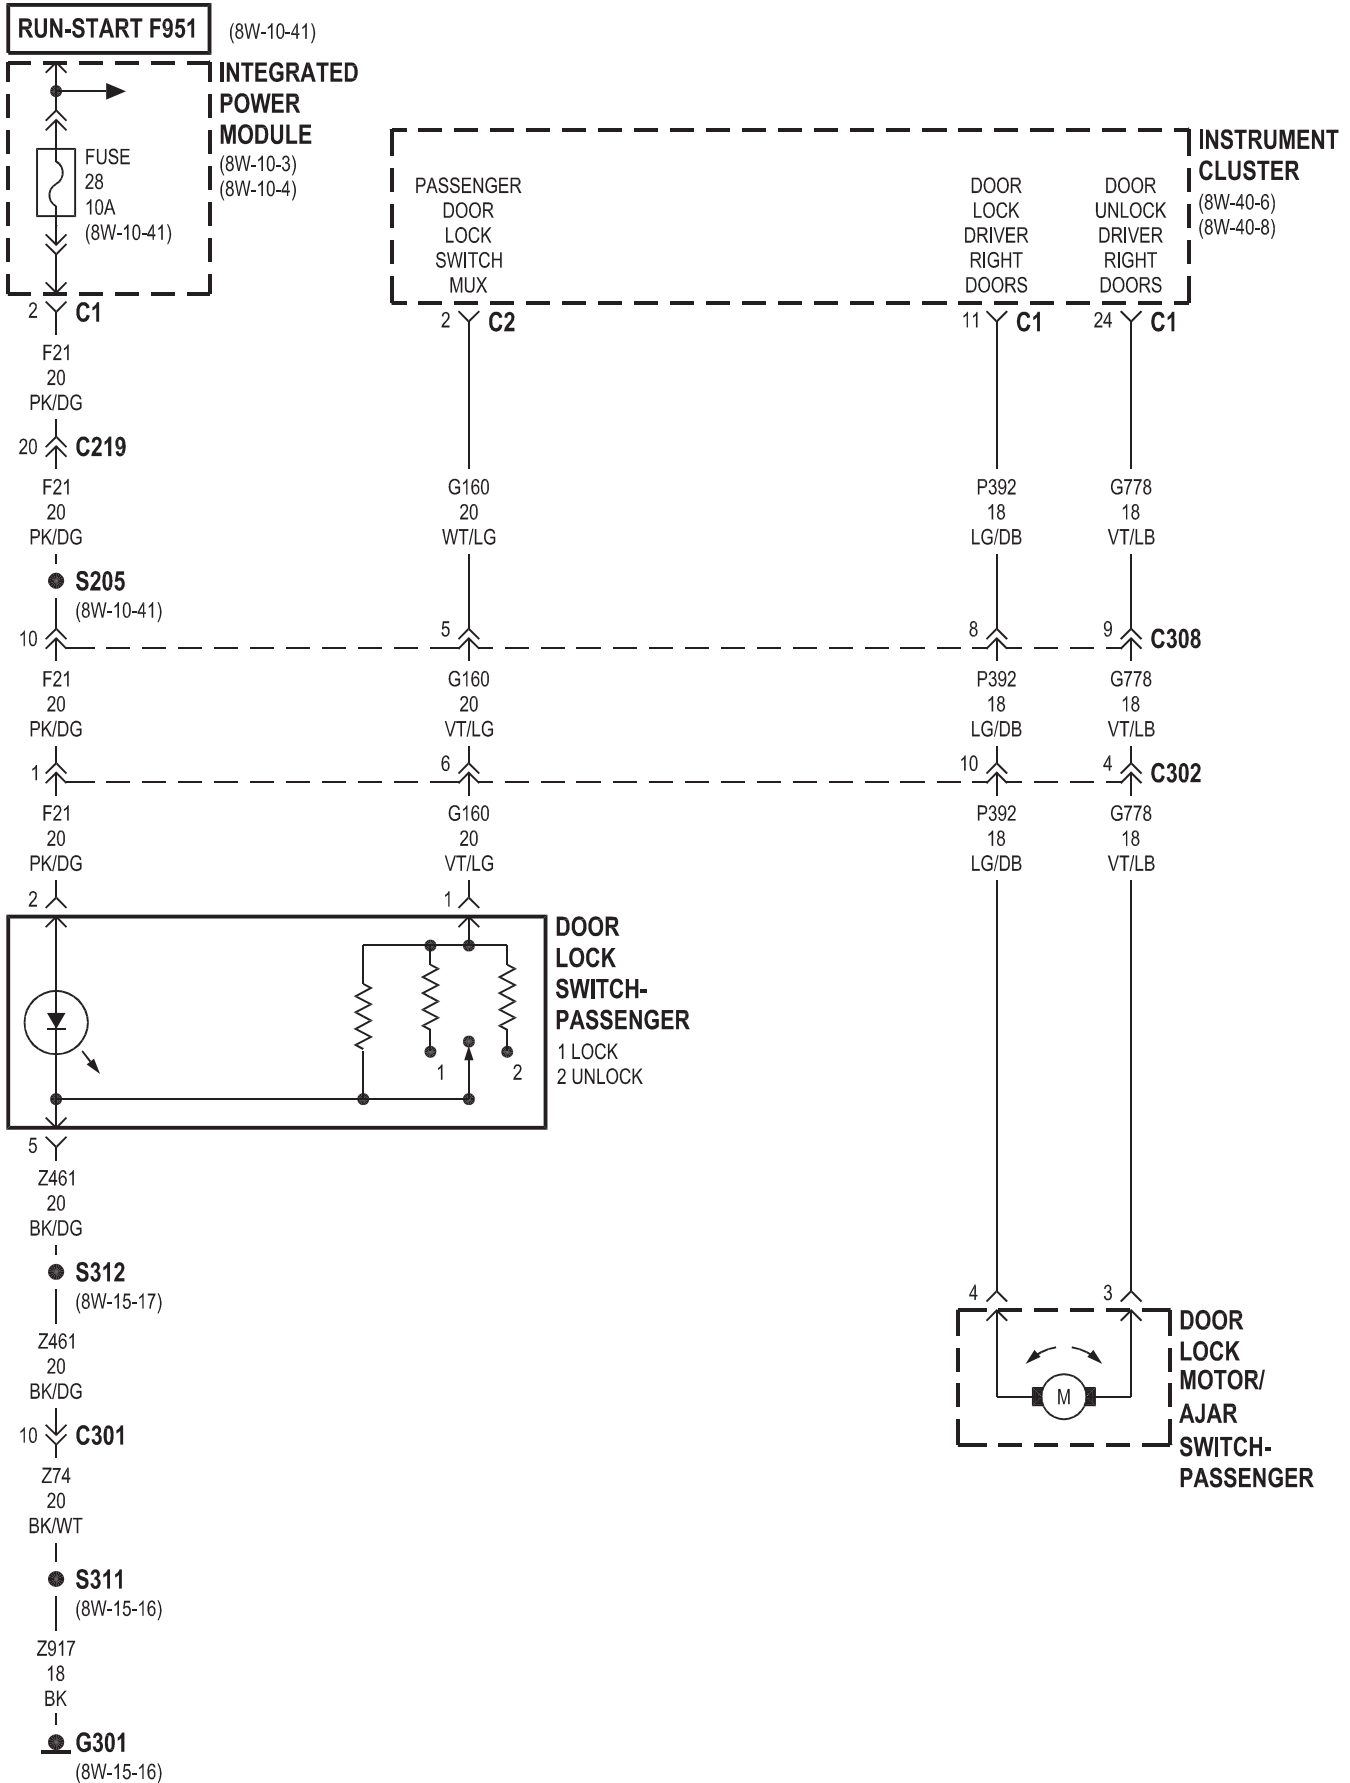 RUN-START F951 (8W-10-41)
INTEGRATED
POWER
MODULE
(8W-10-3)
(8W-10-4)
FUSE
28
10A
(8W-10-41)
INSTRUMENT
CLUSTER
(8W-40-6)
(8W-40-8)
PASSENGER
DOOR
LOCK
SWITCH
MUX
DOOR
LOCK
DRIVER
RIGHT
DOORS
DOOR
UNLOCK
DRIVER
RIGHT
DOORS
2 C1
2 C2
11 C1
24 C1
F21
20
PK/DG
20 C219
F21
20
PK/DG
G160
20
WT/LG
P392
18
LG/DB
G778
18
VT/LB
S205
(8W-10-41)
10 5 8 9 C308
F21
20
PK/DG
G160
20
VT/LG
P392
18
LG/DB
G778
18
VT/LB
1 6 10 4 C302
F21
20
PK/DG
G160
20
VT/LG
P392
18
LG/DB
G778
18
VT/LB
2 1
DOOR
LOCK
SWITCH-
PASSENGER
1 LOCK
2 UNLOCK
1 2
5
Z461
20
BK/DG
S312
(8W-15-17)
Z461
20
BK/DG
10 C301
Z74
20
BK/WT
S311
(8W-15-16)
Z917
18
BK
G301
(8W-15-16)
4 3
M
DOOR
LOCK
MOTOR/
AJAR
SWITCH-
PASSENGER